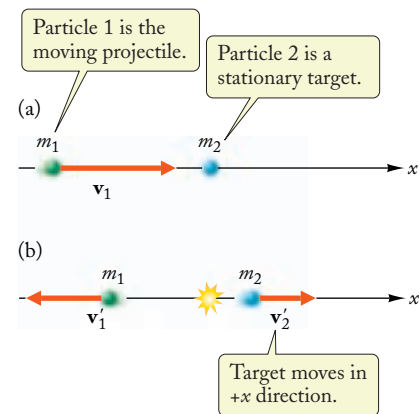 Particle 1 is the
moving projectile.
Particle 2 is a
stationary target.
(a)
m₁
m₂
v₁
x
(b)
m₁
m₂
v′₁
v′₂
x
Target moves in
+x direction.